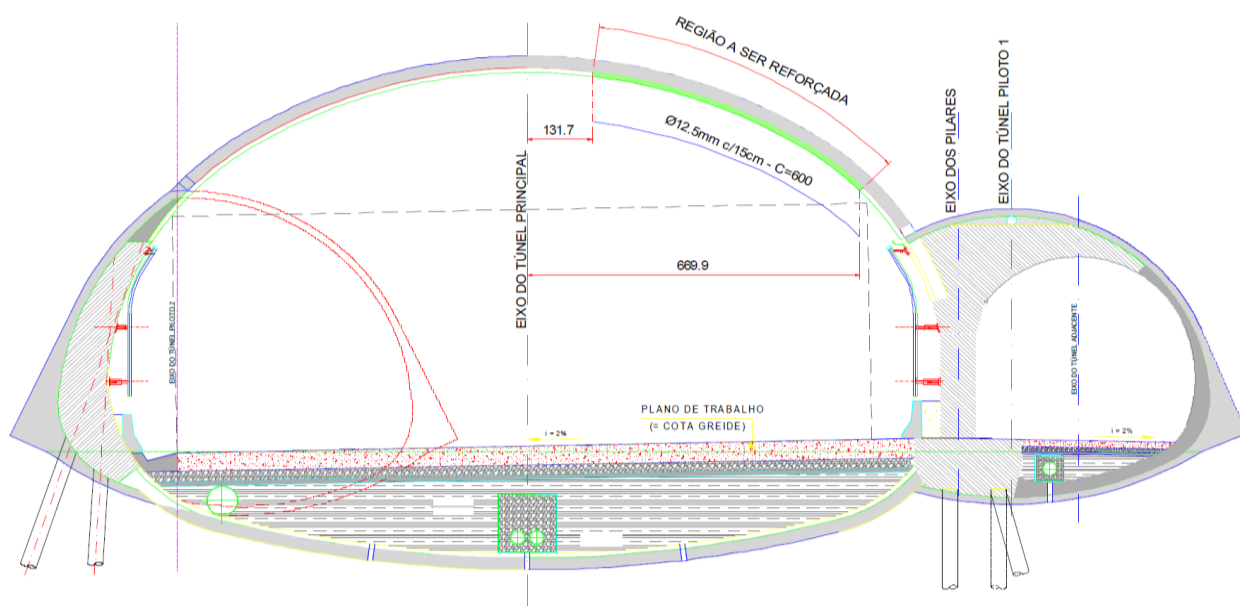 REGIÃO A SER REFORÇADA
131.7
Ø12.5mm c/15cm - C=600
EIXO DO TÚNEL PRINCIPAL
669.9
EIXO DOS PILARES
EIXO DO TÚNEL PILOTO 1
EIXO DO TÚNEL PILOTO 2
EIXO DO TÚNEL ADJACENTE
PLANO DE TRABALHO
(= COTA GREIDE)
i = 2%
i = 2%